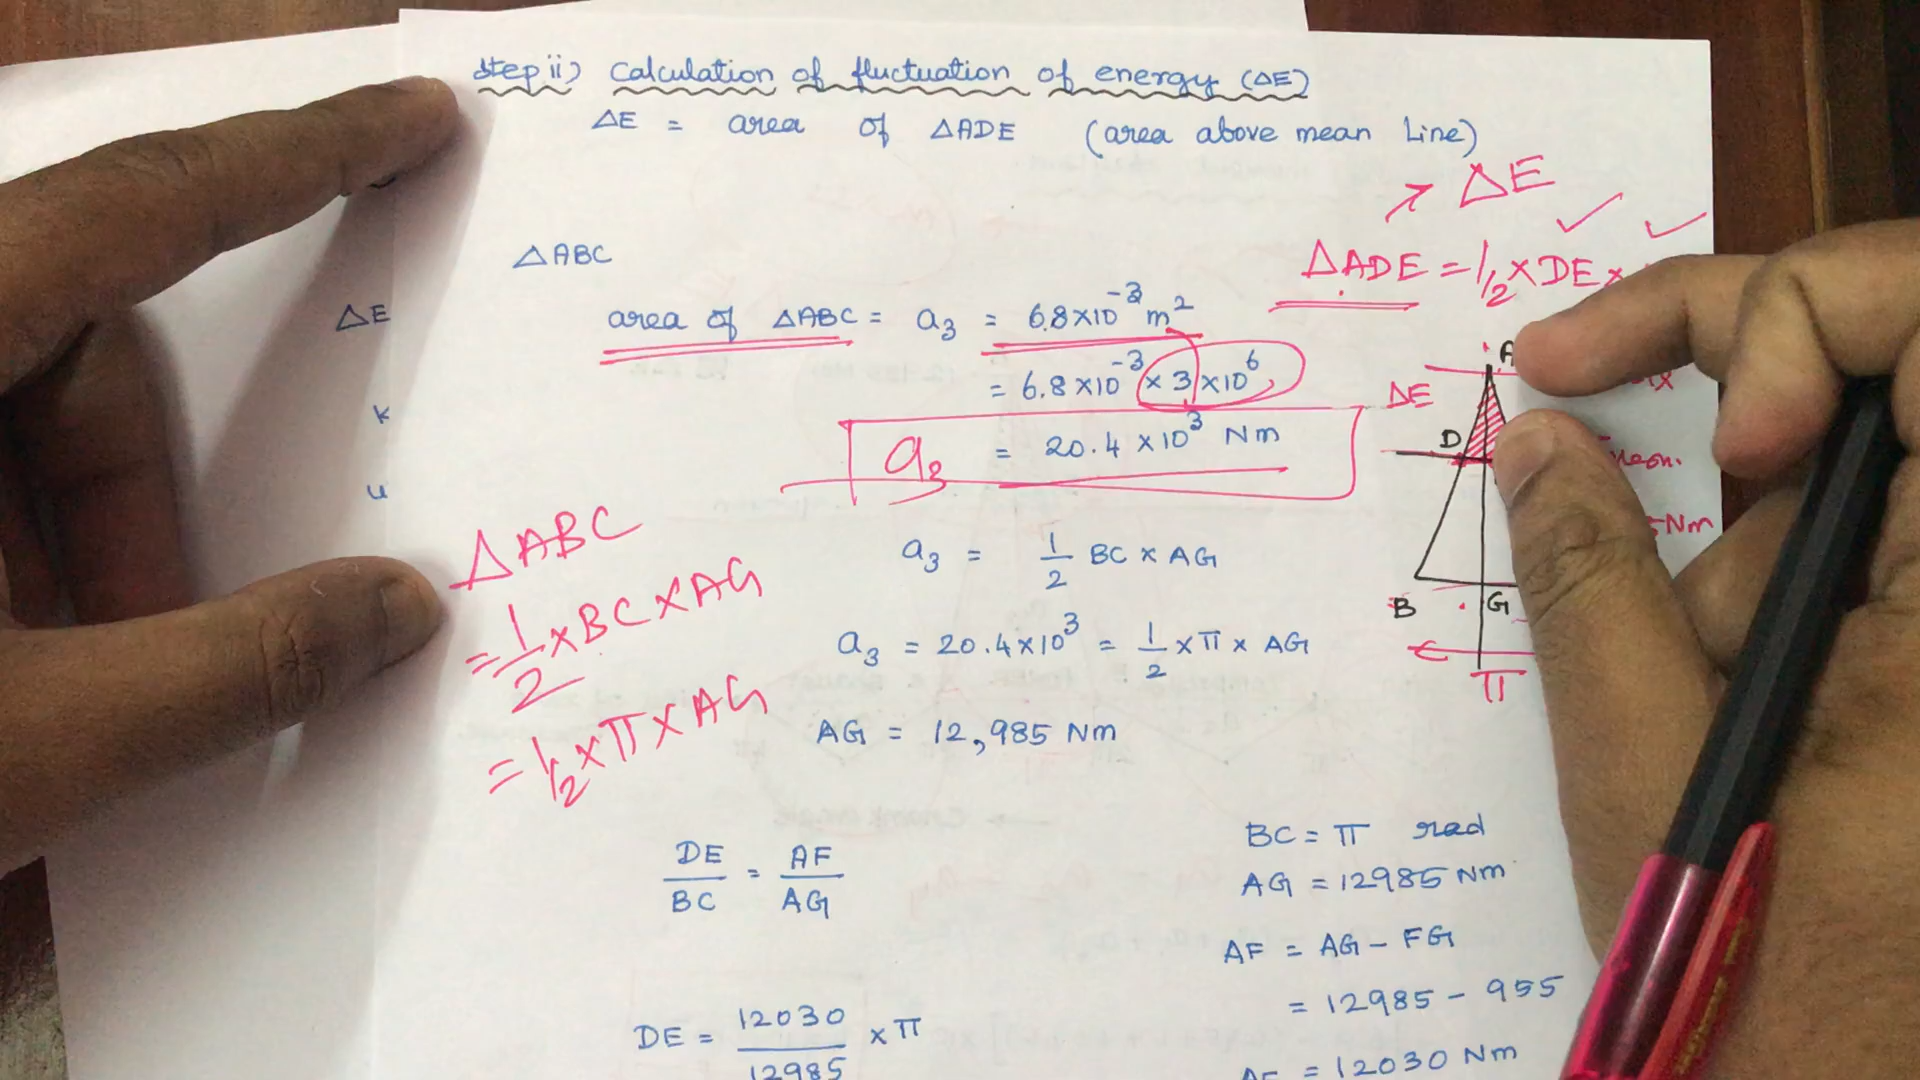 Step ii) Calculation of fluctuation of energy (ΔE)
ΔE = area of ΔADE (area above mean Line)
→ ΔE
ΔABC
ΔADE = 1/2 × DE ×
ΔE
area of ΔABC = a3 = 6.8×10^-3 m^2
= 6.8×10^-3 × 3 ×10^6
a3 = 20.4 ×10^3 Nm
K
u
A
ΔE
D
mean.
5Nm
B G
π
ΔABC
= 1/2 × BC × AG
= 1/2 × π × AG
a3 = 1/2 BC × AG
a3 = 20.4×10^3 = 1/2 × π × AG
AG = 12,985 Nm
DE/BC = AF/AG
DE = 12030/12985 × π
BC = π rad
AG = 12985 Nm
AF = AG - FG
= 12985 - 955
AF = 12030 Nm